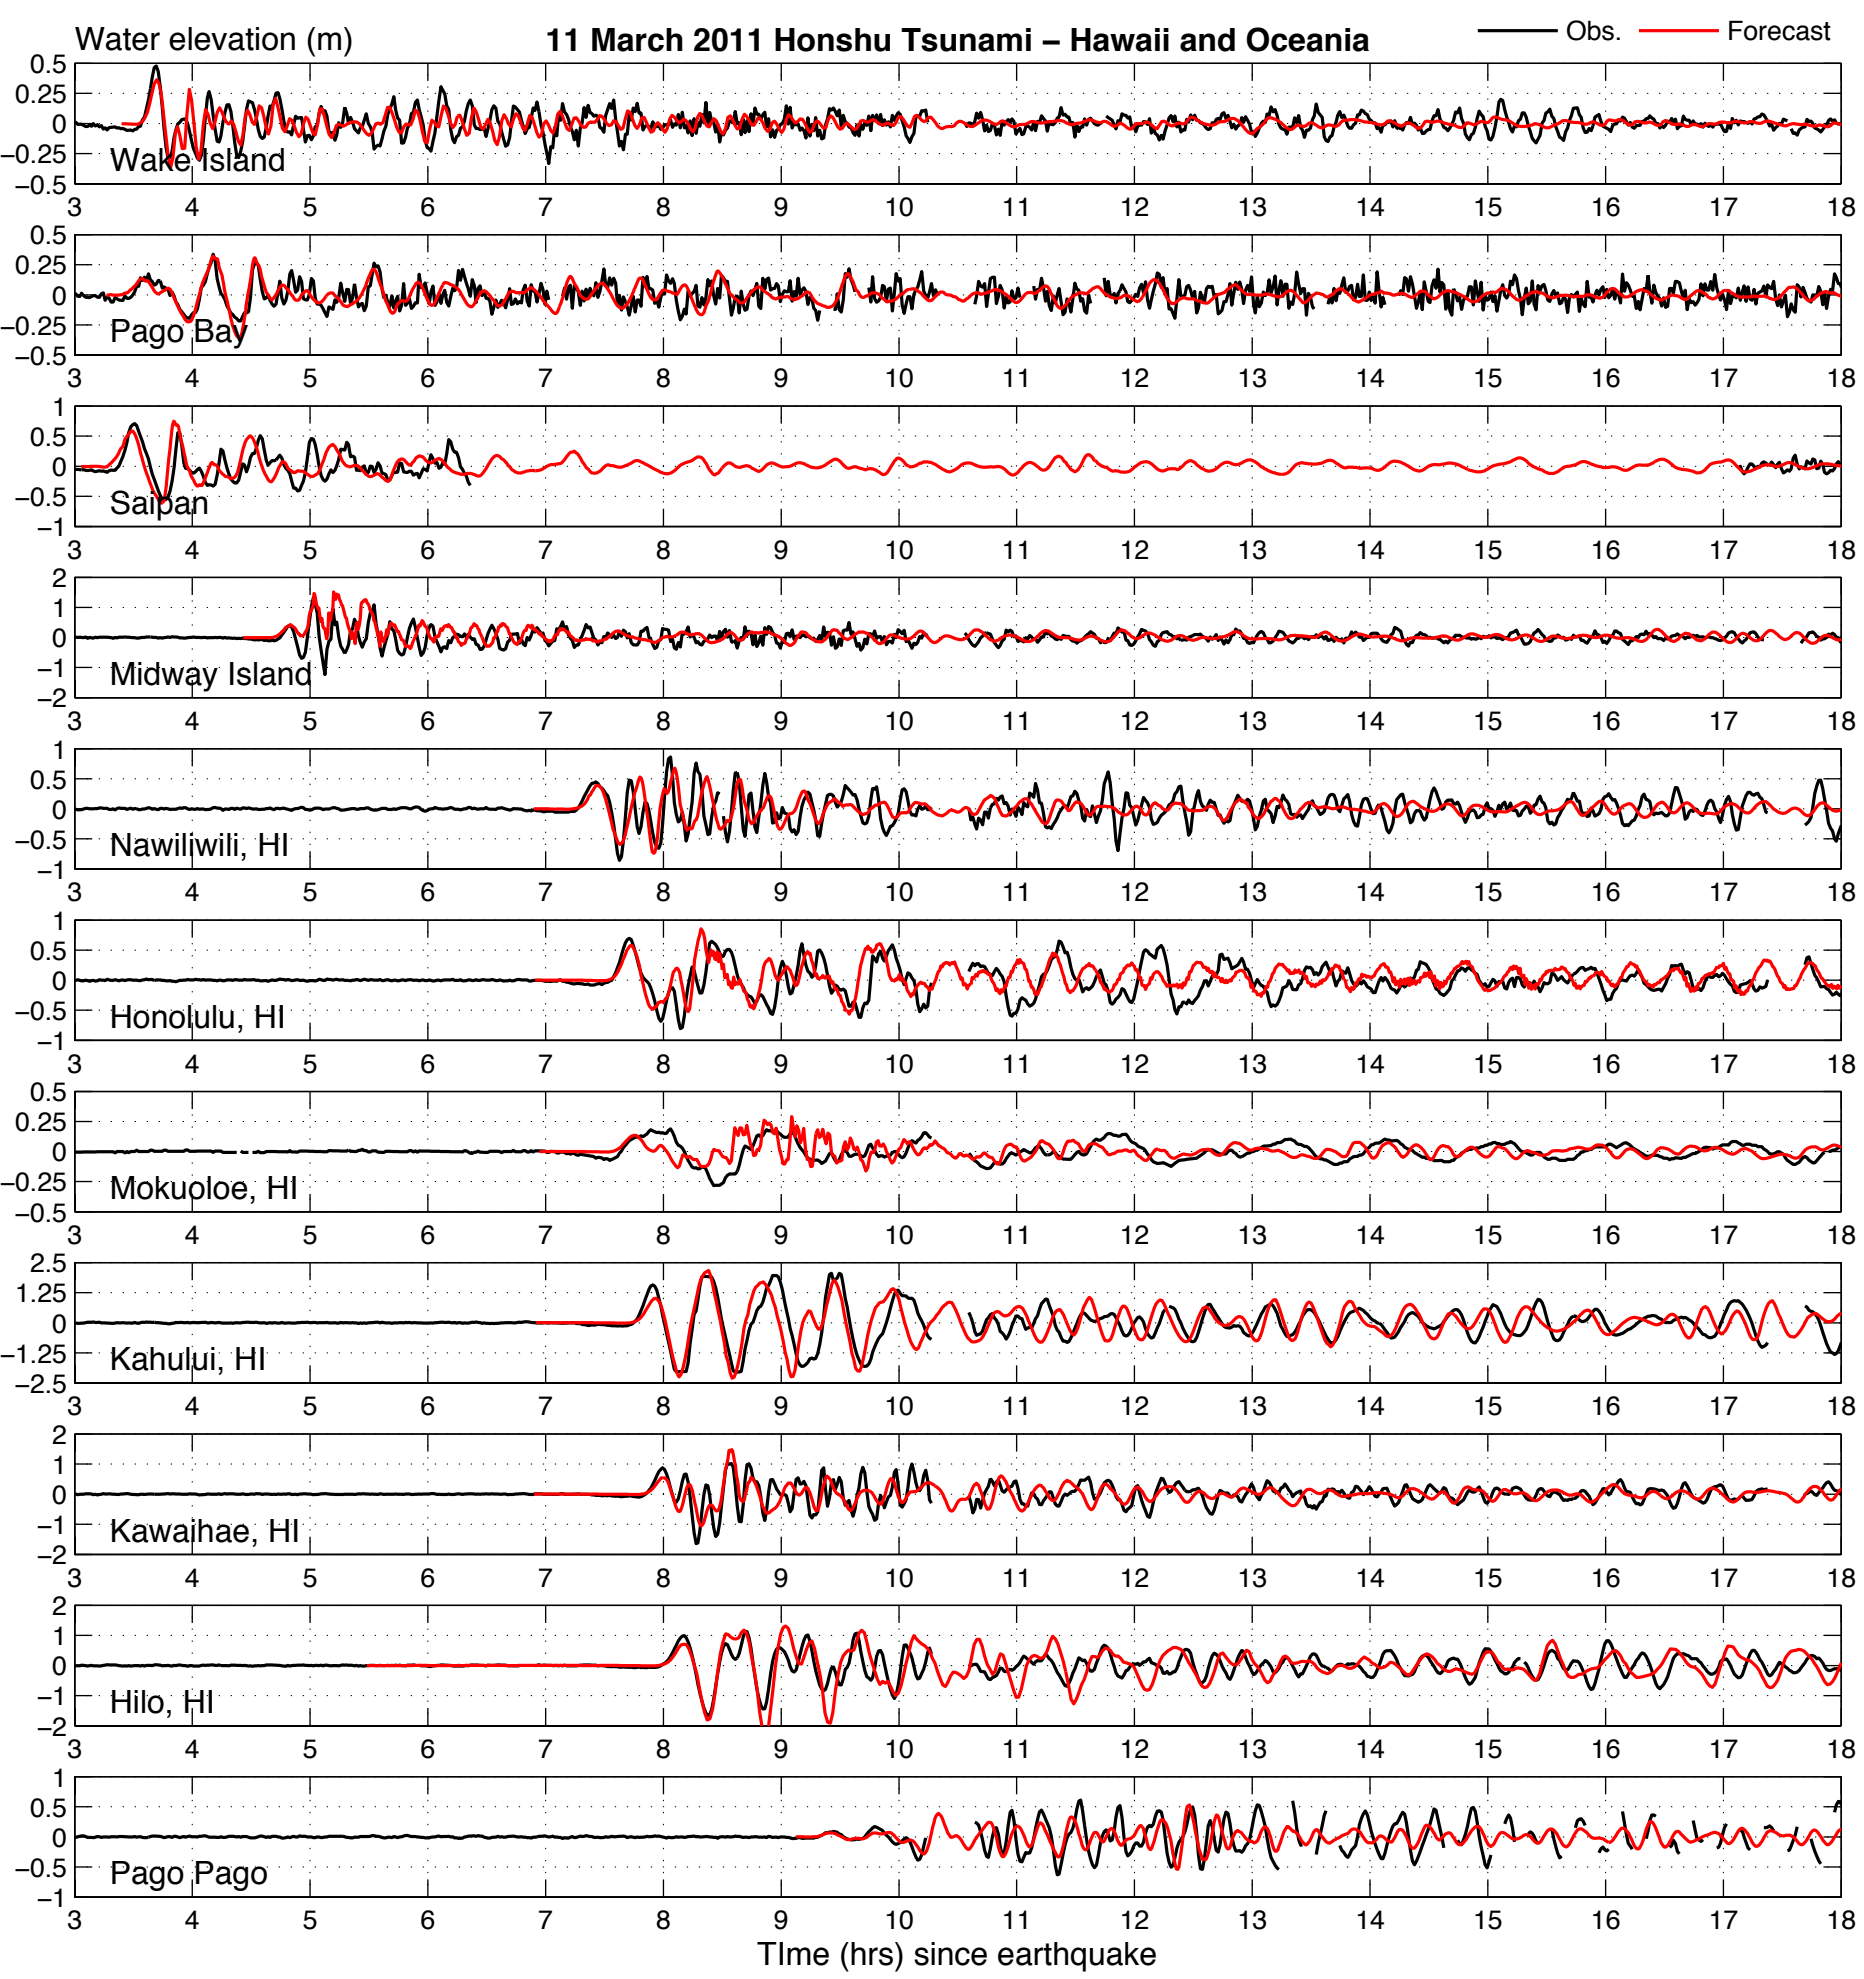 Water elevation (m) 11 March 2011 Honshu Tsunami – Hawaii and Oceania Obs. Forecast
0.5
0.25
0
−0.25
−0.5
Wake Island
3 4 5 6 7 8 9 10 11 12 13 14 15 16 17 18
0.5
0.25
0
−0.25
−0.5
Pago Bay
3 4 5 6 7 8 9 10 11 12 13 14 15 16 17 18
1
0.5
0
−0.5
−1
Saipan
3 4 5 6 7 8 9 10 11 12 13 14 15 16 17 18
2
1
0
−1
−2
Midway Island
3 4 5 6 7 8 9 10 11 12 13 14 15 16 17 18
1
0.5
0
−0.5
−1
Nawiliwili, HI
3 4 5 6 7 8 9 10 11 12 13 14 15 16 17 18
1
0.5
0
−0.5
−1
Honolulu, HI
3 4 5 6 7 8 9 10 11 12 13 14 15 16 17 18
0.5
0.25
0
−0.25
−0.5
Mokuoloe, HI
3 4 5 6 7 8 9 10 11 12 13 14 15 16 17 18
2.5
1.25
0
−1.25
−2.5
Kahului, HI
3 4 5 6 7 8 9 10 11 12 13 14 15 16 17 18
2
1
0
−1
−2
Kawaihae, HI
3 4 5 6 7 8 9 10 11 12 13 14 15 16 17 18
2
1
0
−1
−2
Hilo, HI
3 4 5 6 7 8 9 10 11 12 13 14 15 16 17 18
1
0.5
0
−0.5
−1
Pago Pago
3 4 5 6 7 8 9 10 11 12 13 14 15 16 17 18
TIme (hrs) since earthquake